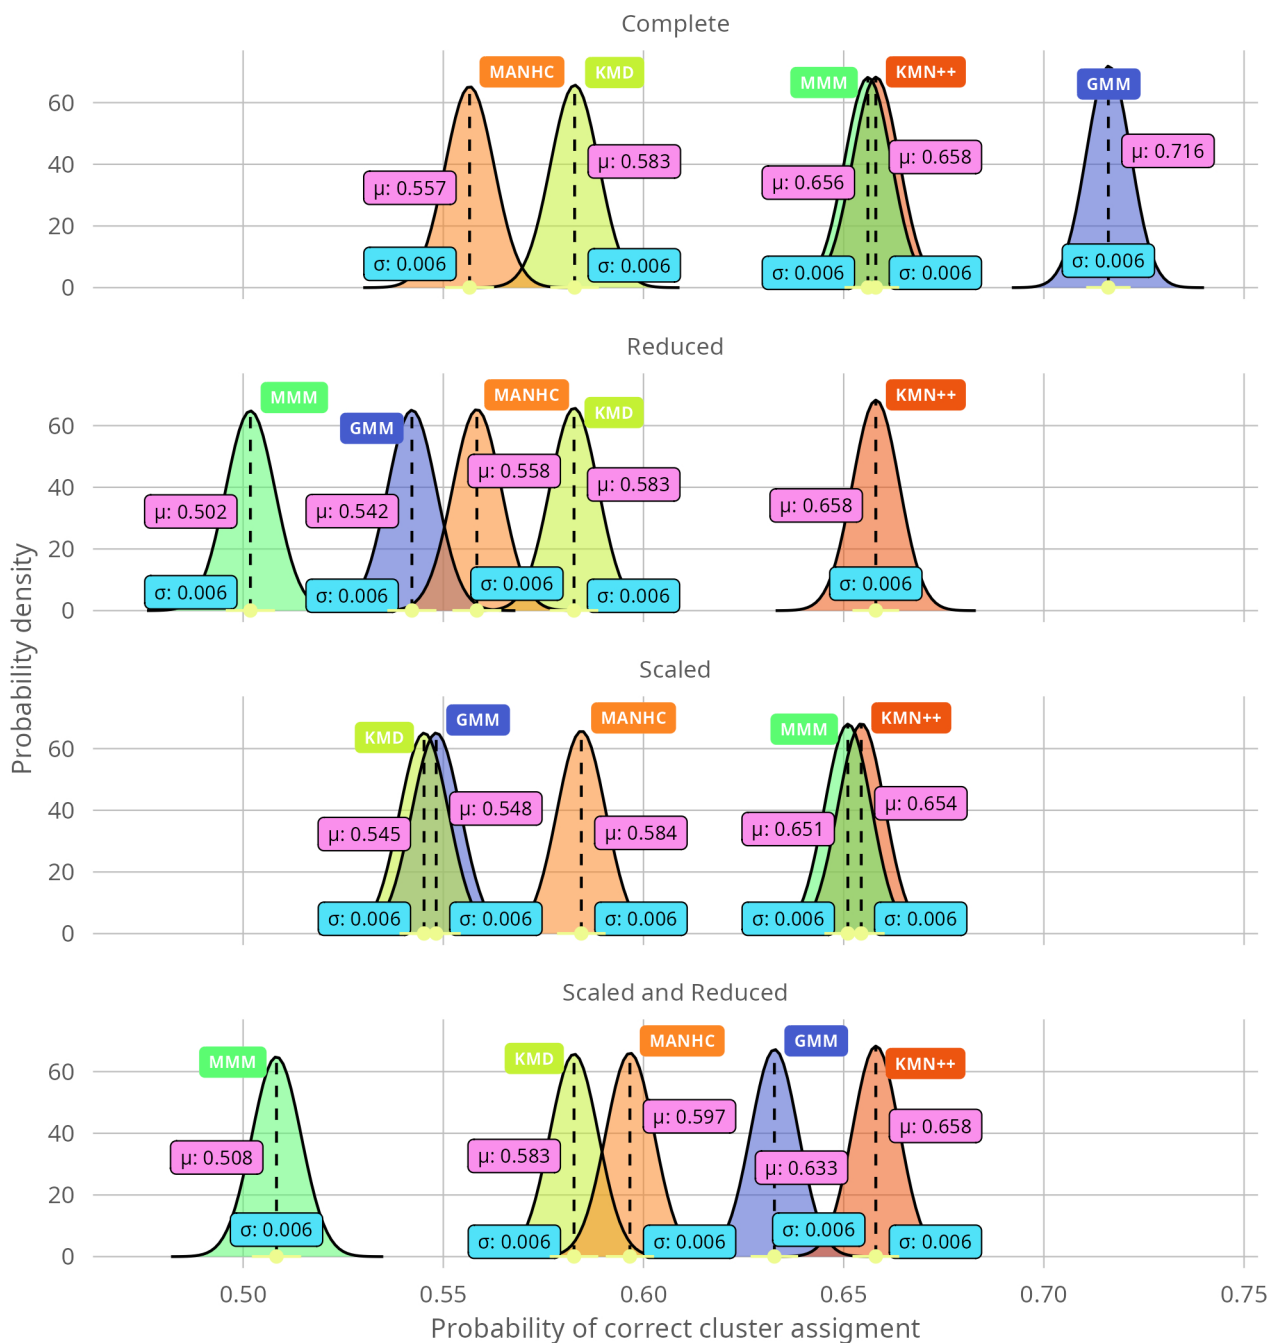 Complete
MANHC
KMD
MMM
KMN++
GMM
μ: 0.557
μ: 0.583
μ: 0.656
μ: 0.658
μ: 0.716
σ: 0.006
σ: 0.006
σ: 0.006
σ: 0.006
σ: 0.006
60
40
20
0
Reduced
MMM
GMM
MANHC
KMD
KMN++
μ: 0.502
μ: 0.542
μ: 0.558
μ: 0.583
μ: 0.658
σ: 0.006
σ: 0.006
σ: 0.006
σ: 0.006
σ: 0.006
60
40
20
0
Scaled
KMD
GMM
MANHC
MMM
KMN++
μ: 0.545
μ: 0.548
μ: 0.584
μ: 0.651
μ: 0.654
σ: 0.006
σ: 0.006
σ: 0.006
σ: 0.006
σ: 0.006
60
40
20
0
Scaled and Reduced
MMM
KMD
MANHC
GMM
KMN++
μ: 0.508
μ: 0.583
μ: 0.597
μ: 0.633
μ: 0.658
σ: 0.006
σ: 0.006
σ: 0.006
σ: 0.006
σ: 0.006
60
40
20
0
0.50
0.55
0.60
0.65
0.70
0.75
Probability of correct cluster assigment
Probability density